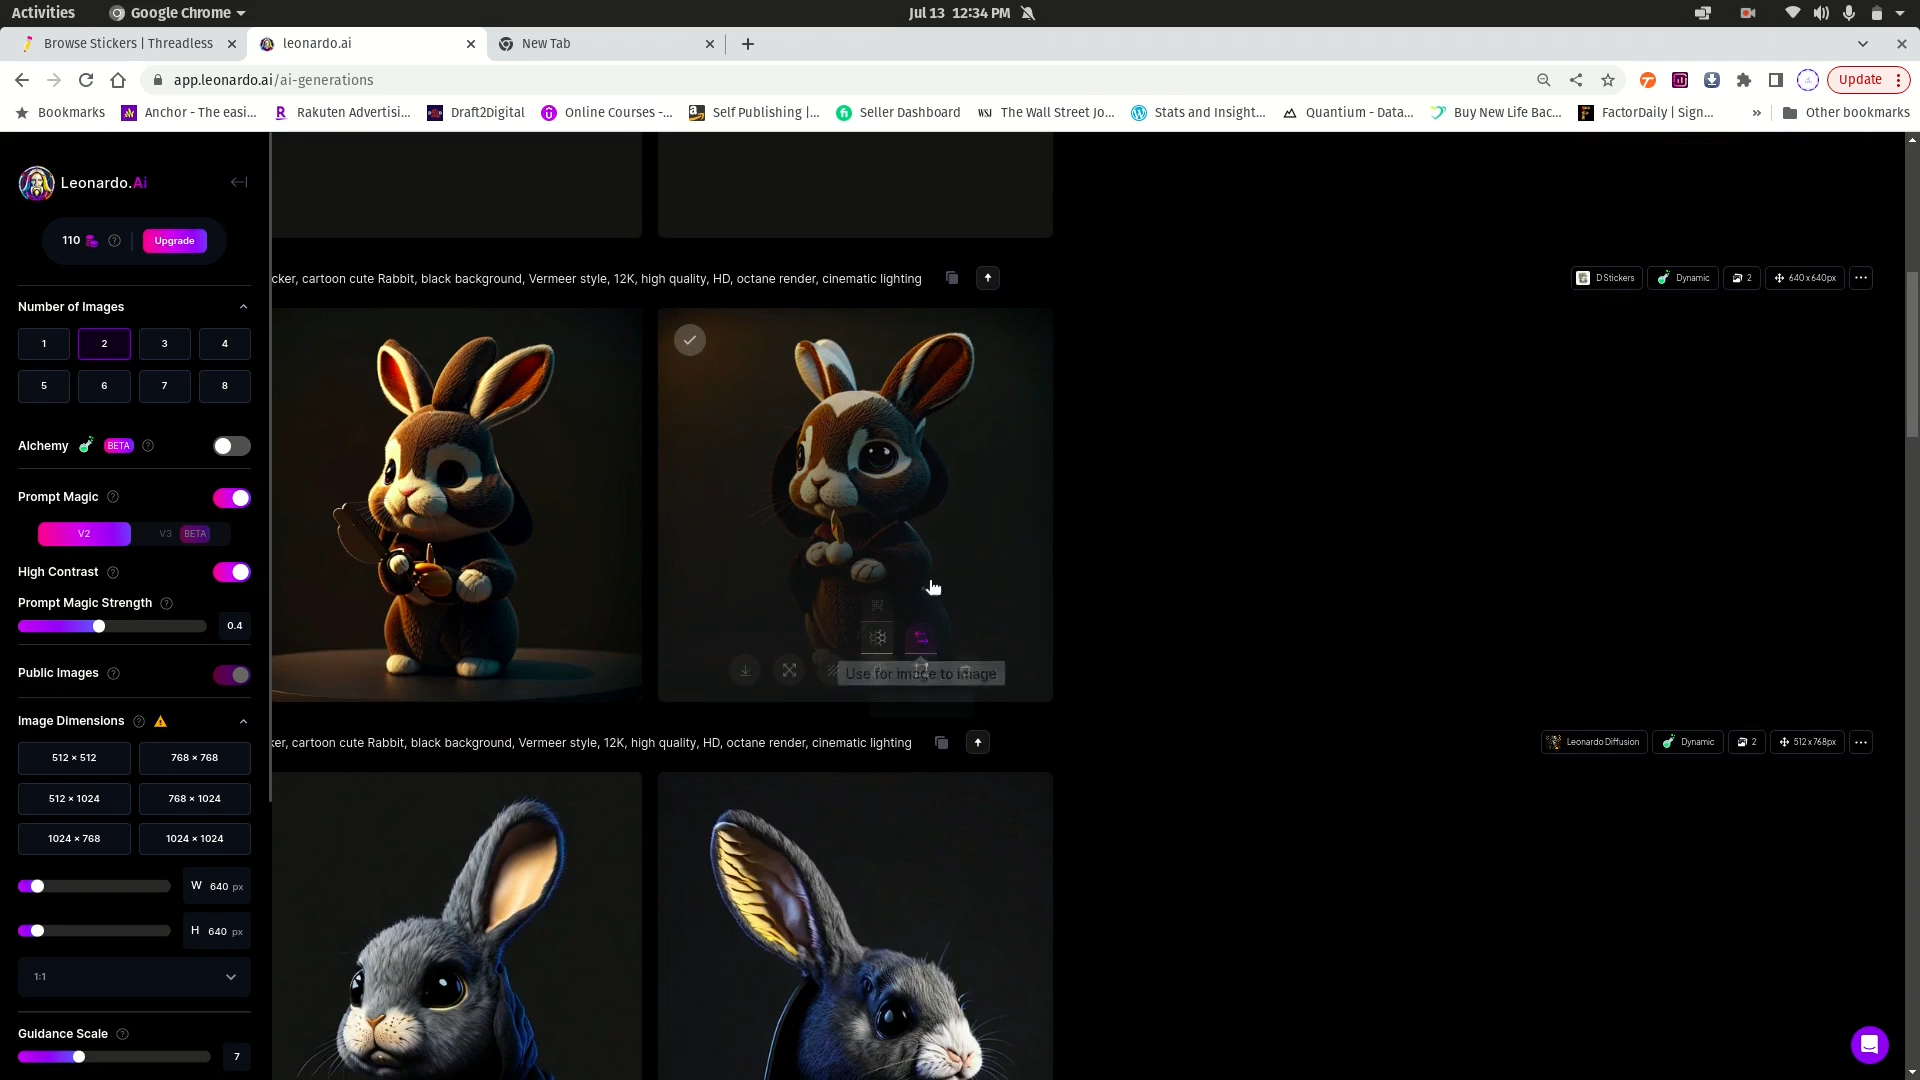 Activities
Google Chrome
Jul 13 12:34 PM
Browse Stickers | Threadless
leonardo.ai
New Tab
app.leonardo.ai/ai-generations
Update
Bookmarks
Anchor - The easi...
Rakuten Advertisi...
Draft2Digital
Online Courses -...
Self Publishing |...
Seller Dashboard
WSJ
The Wall Street Jo...
Stats and Insight...
Quantium - Data...
Buy New Life Bac...
FactorDaily | Sign...
Other bookmarks
Leonardo.Ai
110
Upgrade
Number of Images
1 2 3 4
5 6 7 8
Alchemy BETA
Prompt Magic
V2 V3 BETA
High Contrast
Prompt Magic Strength
0.4
Public Images
Image Dimensions
512 × 512 768 × 768
512 × 1024 768 × 1024
1024 × 768 1024 × 1024
W 640 px
H 640 px
1:1
Guidance Scale
7
cker, cartoon cute Rabbit, black background, Vermeer style, 12K, high quality, HD, octane render, cinematic lighting
D Stickers
Dynamic
2
640 x 640px
Use for image to image
ker, cartoon cute Rabbit, black background, Vermeer style, 12K, high quality, HD, octane render, cinematic lighting
Leonardo Diffusion
Dynamic
2
512 x 768px